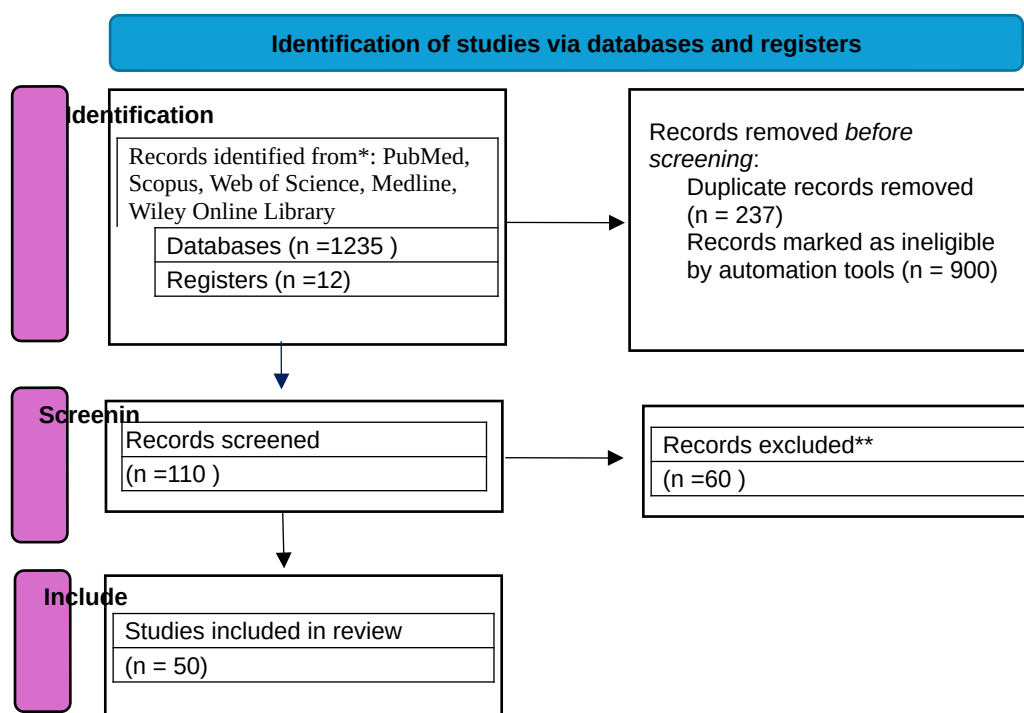 Identification of studies via databases and registers
Identification
Records identified from*: PubMed,
Scopus, Web of Science, Medline,
Wiley Online Library
Databases (n =1235 )
Registers (n =12)
Records removed before
screening:
Duplicate records removed
(n = 237)
Records marked as ineligible
by automation tools (n = 900)
Screenin
Records screened
(n =110 )
Records excluded**
(n =60 )
Include
Studies included in review
(n = 50)